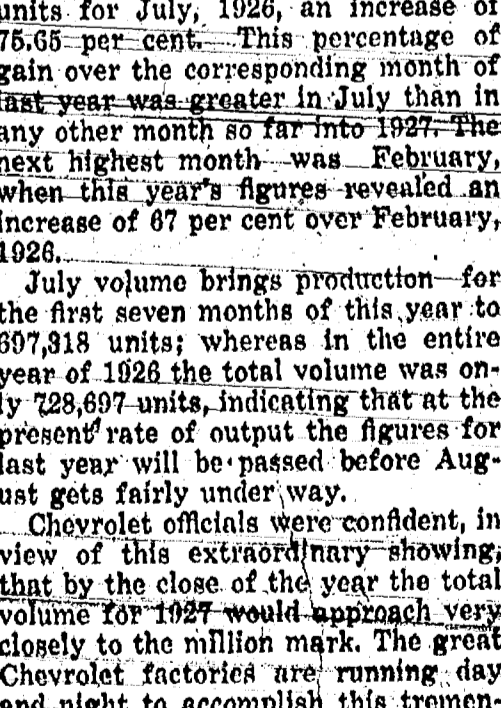 units for July, 1926, an increase of
75.65 per cent. This percentage of
gain over the corresponding month of
last year was greater in July than in
any other month so far into 1927. The
next highest month was February,
when this year's figures revealed an
increase of 67 per cent over February,
1926.
July volume brings production for
the first seven months of this year to
697,318 units; whereas in the entire
year of 1926 the total volume was on-
ly 728,697 units, indicating that at the
present rate of output the figures for
last year will be passed before Aug-
ust gets fairly under way.
Chevrolet officials were confident, in
view of this extraordinary showing,
that by the close of the year the total
volume for 1927 would approach very
closely to the million mark. The great
Chevrolet factories are running day
and night to accomplish this tremen-